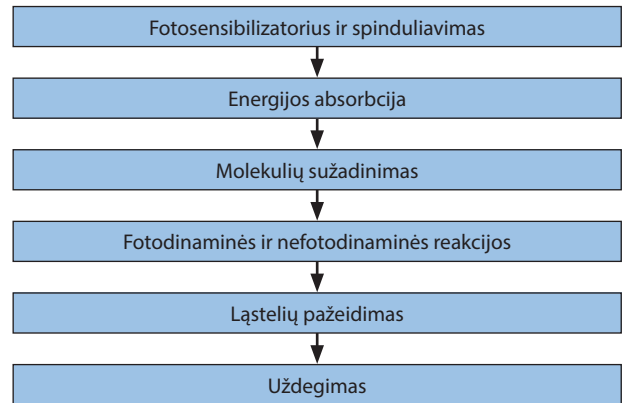 Fotosensibilizatorius ir spinduliavimas
Energijos absorbcija
Molekulių sužadinimas
Fotodinaminės ir nefotodinaminės reakcijos
Ląstelių pažeidimas
Uždegimas